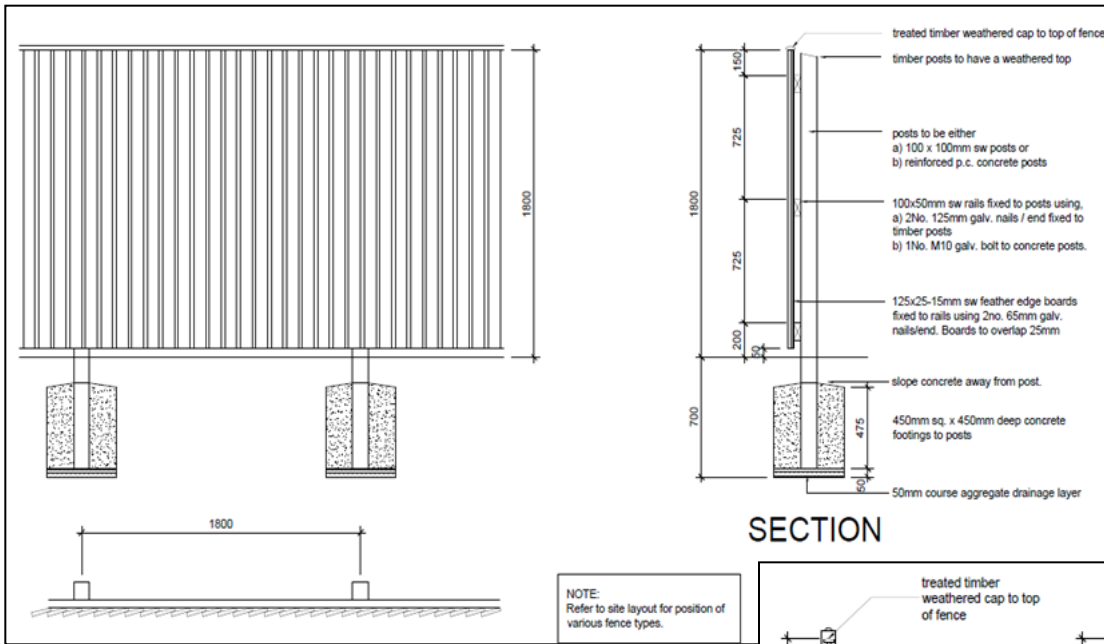 treated timber weathered cap to top of fence
timber posts to have a weathered top
posts to be either
a) 100 x 100mm sw posts or
b) reinforced p.c. concrete posts
100x50mm sw rails fixed to posts using,
a) 2No. 125mm galv. nails / end fixed to
timber posts
b) 1No. M10 galv. bolt to concrete posts.
125x25-15mm sw feather edge boards
fixed to rails using 2no. 65mm galv.
nails/end. Boards to overlap 25mm
slope concrete away from post.
450mm sq. x 450mm deep concrete
footings to posts
50mm course aggregate drainage layer
1800
1800
150
725
725
200
50
700
475
50
SECTION
1800
NOTE:
Refer to site layout for position of
various fence types.
treated timber
weathered cap to top
of fence